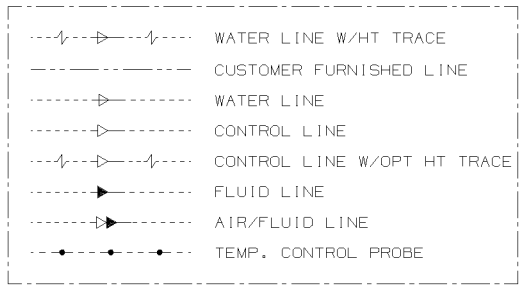 WATER LINE W/HT TRACE
CUSTOMER FURNISHED LINE
WATER LINE
CONTROL LINE
CONTROL LINE W/OPT HT TRACE
FLUID LINE
AIR/FLUID LINE
TEMP. CONTROL PROBE